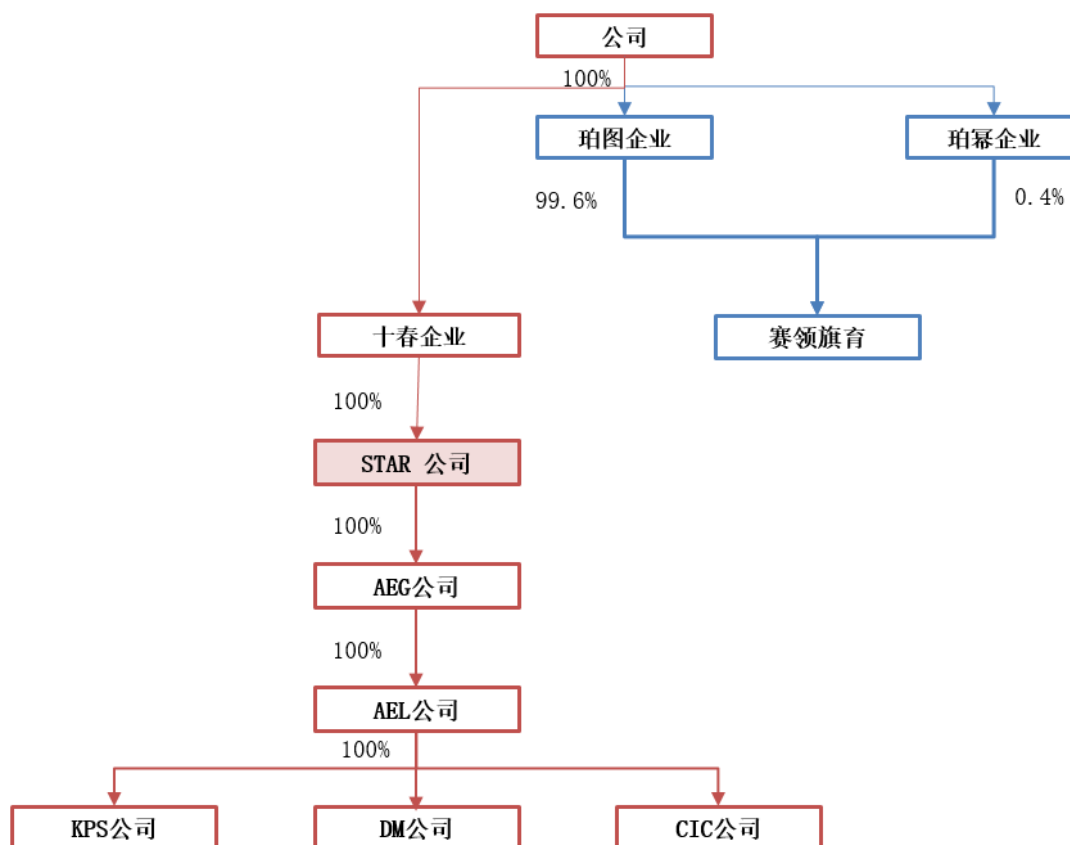 公司
100%
珀图企业
珀幂企业
99.6%
0.4%
十春企业
赛领旗育
100%
STAR 公司
100%
AEG公司
100%
AEL公司
100%
KPS公司
DM公司
CIC公司